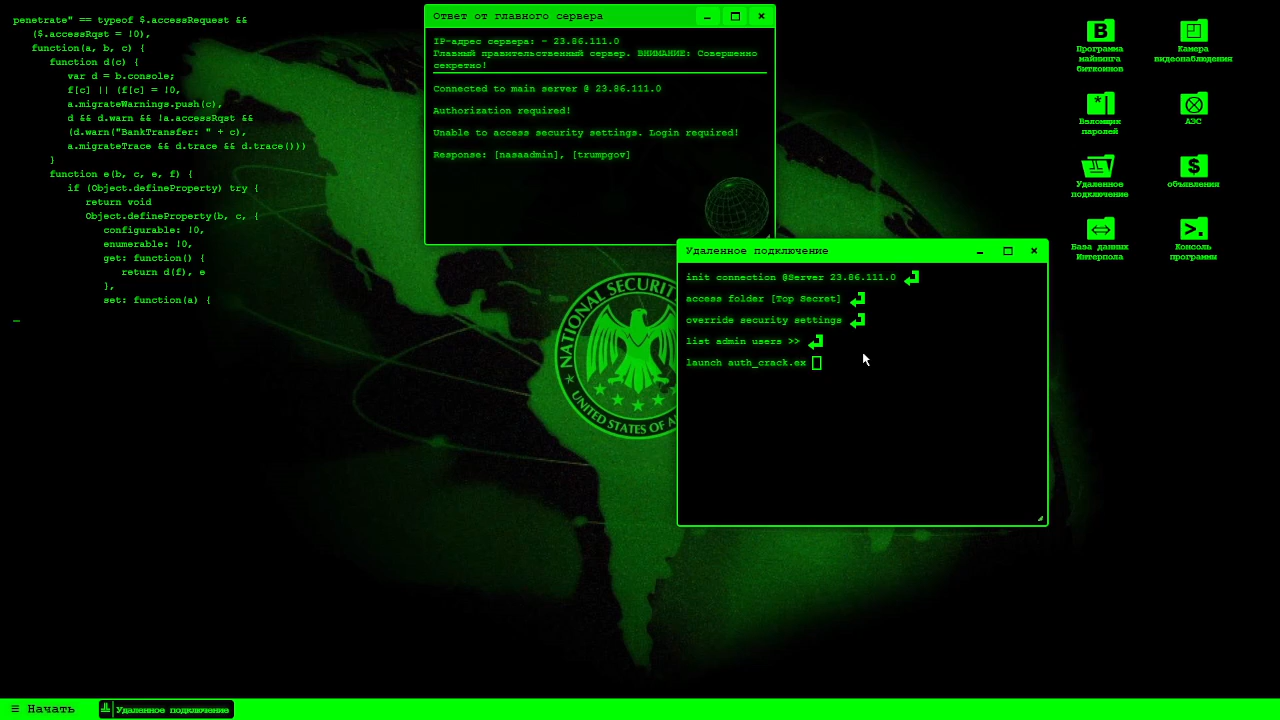 penetrate" == typeof $.accessRequest &&
($.accessRqst = !0),
function(a, b, c) {
function d(c) {
var d = b.console;
f[c] || (f[c] = !0,
a.migrateWarnings.push(c),
d && d.warn && !a.accessRqst &&
(d.warn("BankTransfer: " + c),
a.migrateTrace && d.trace && d.trace()))
}
function e(b, c, e, f) {
if (Object.defineProperty) try {
return void
Object.defineProperty(b, c, {
configurable: !0,
enumerable: !0,
get: function() {
return d(f), e
},
set: function(a) {
_
Ответ от главного сервера
IP-адрес сервера: - 23.86.111.0
Главный правительственный сервер. ВНИМАНИЕ: Совершенно
секретно!
Connected to main server @ 23.86.111.0
Authorization required!
Unable to access security settings. Login required!
Response: [nasaadmin], [trumpgov]
NATIONAL SECURIT
UNITED STATES OF A
Удаленное подключение
init connection @Server 23.86.111.0
access folder [Top Secret]
override security settings
list admin users >>
launch auth_crack.ex
Программа
майнинга
биткоинов
Камера
видеонаблюдения
Взломщик
паролей
АЭС
Удаленное
подключение
объявления
База данных
Интерпола
Консоль
программ
≡ Начать
Удаленное подключение